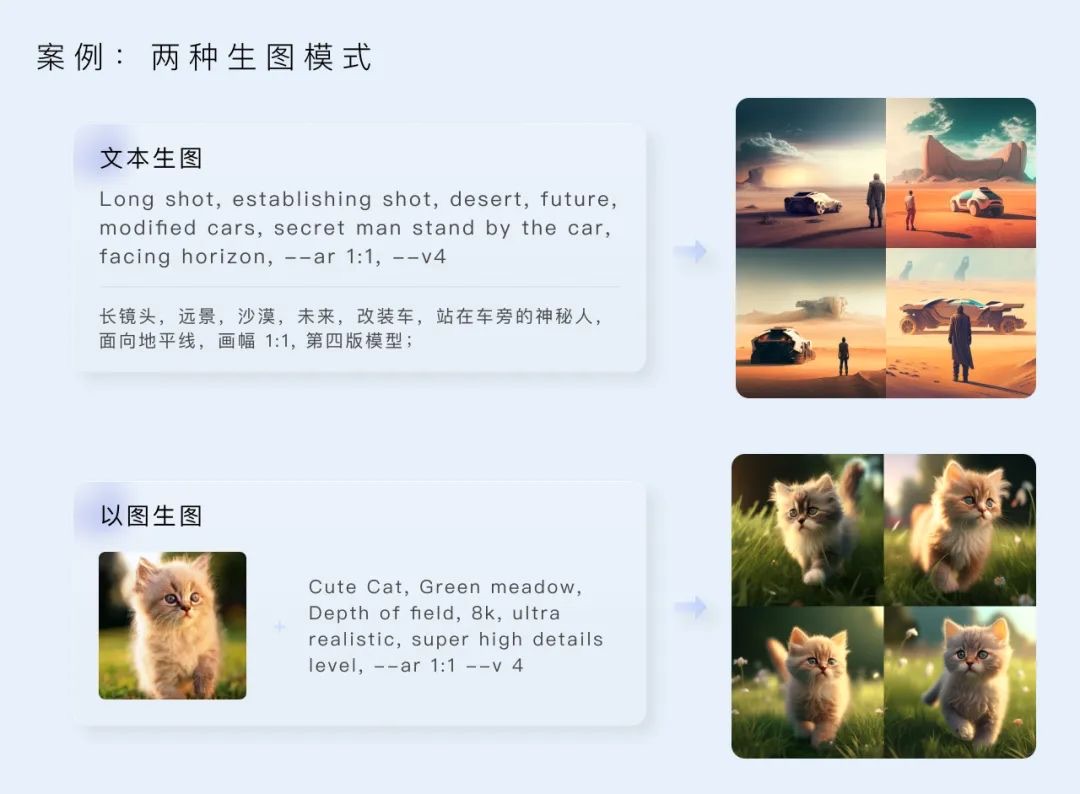 案例： 两种生图模式
文本生图
Long shot, establishing shot, desert, future,
modified cars, secret man stand by the car,
facing horizon, --ar 1:1, --v4
长镜头，远景，沙漠，未来，改装车，站在车旁的神秘人，
面向地平线，画幅 1:1, 第四版模型；
以图生图
+
Cute Cat, Green meadow,
Depth of field, 8k, ultra
realistic, super high details
level, --ar 1:1 --v 4